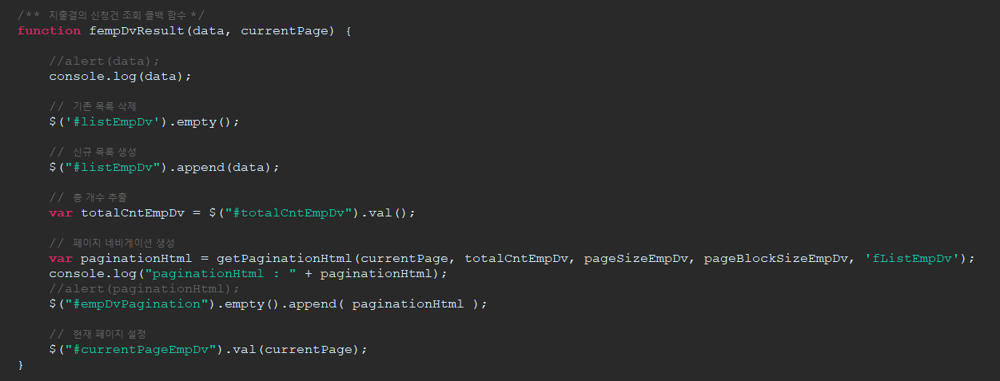 /** 지출결의 신청건 조회 콜백 함수 */
function fempDvResult(data, currentPage) {
//alert(data);
console.log(data);
// 기존 목록 삭제
$('#listEmpDv').empty();
// 신규 목록 생성
$("#listEmpDv").append(data);
// 총 개수 추출
var totalCntEmpDv = $("#totalCntEmpDv").val();
// 페이지 네비게이션 생성
var paginationHtml = getPaginationHtml(currentPage, totalCntEmpDv, pageSizeEmpDv, pageBlockSizeEmpDv, 'fListEmpDv');
console.log("paginationHtml : " + paginationHtml);
//alert(paginationHtml);
$("#empDvPagination").empty().append( paginationHtml );
// 현재 페이지 설정
$("#currentPageEmpDv").val(currentPage);
}